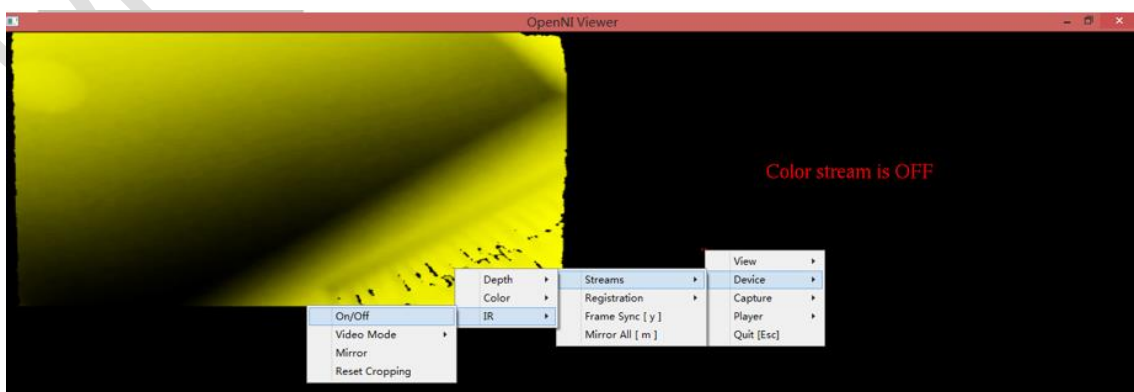 OpenNI Viewer
Color stream is OFF
View
Device
Capture
Player
Quit [Esc]
Streams
Registration
Frame Sync [ y ]
Mirror All [ m ]
Depth
Color
IR
On/Off
Video Mode
Mirror
Reset Cropping